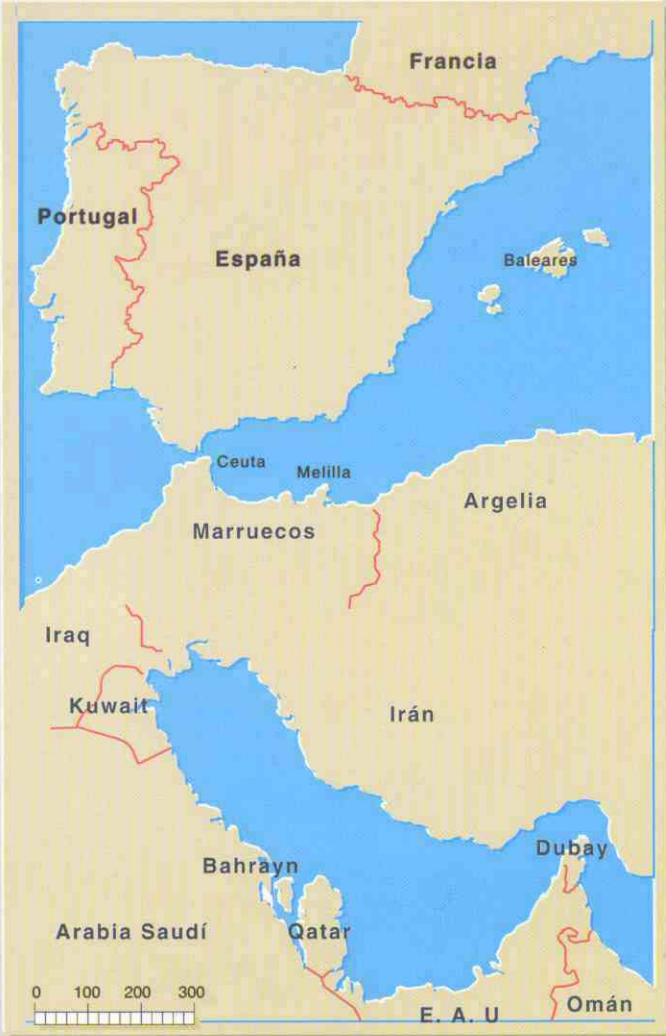 Francia
Portugal
España
Baleares
Ceuta
Melilla
Argelia
Marruecos
Iraq
Kuwait
Irán
Dubay
Bahrayn
Arabia Saudí
Qatar
0 100 200 300
E. A. U
Omán